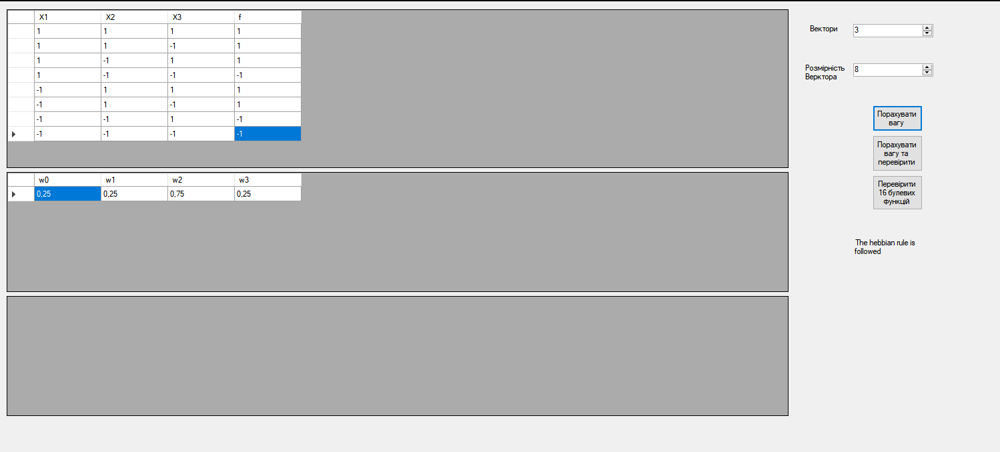 X1 X2 X3 f
1 1 1 1
1 1 -1 1
1 -1 1 1
1 -1 -1 -1
-1 1 1 1
-1 1 -1 1
-1 -1 1 -1
-1 -1 -1 -1
w0 w1 w2 w3
0,25 0,25 0,75 0,25
Вектори 3
Розмірність 8
Верктора
Порахувати
вагу
Порахувати
вагу та
перевірити
Перевірити
16 булевих
функцій
The hebbian rule is
followed